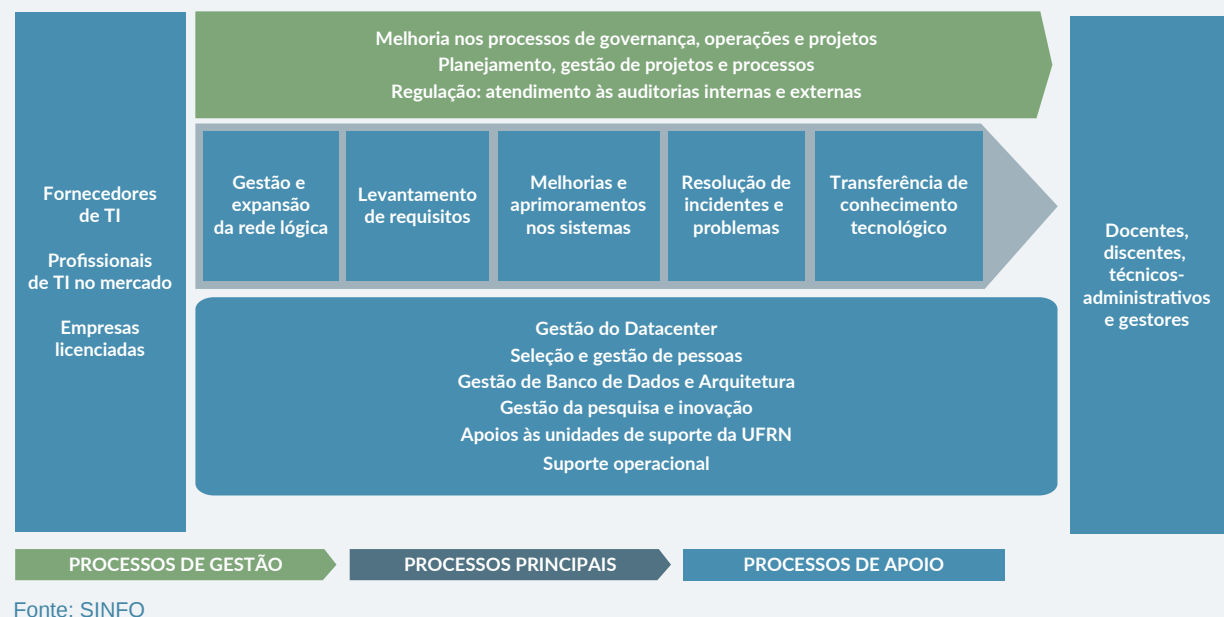 Melhoria nos processos de governança, operações e projetos
Planejamento, gestão de projetos e processos
Regulação: atendimento às auditorias internas e externas
Fornecedores
de TI
Profissionais
de TI no mercado
Empresas
licenciadas
Gestão e
expansão
da rede lógica
Levantamento
de requisitos
Melhorias e
aprimoramentos
nos sistemas
Resolução de
incidentes e
problemas
Transferência de
conhecimento
tecnológico
Docentes,
discentes,
técnicos-
administrativos
e gestores
Gestão do Datacenter
Seleção e gestão de pessoas
Gestão de Banco de Dados e Arquitetura
Gestão da pesquisa e inovação
Apoios às unidades de suporte da UFRN
Suporte operacional
PROCESSOS DE GESTÃO
PROCESSOS PRINCIPAIS
PROCESSOS DE APOIO
Fonte: SINFO